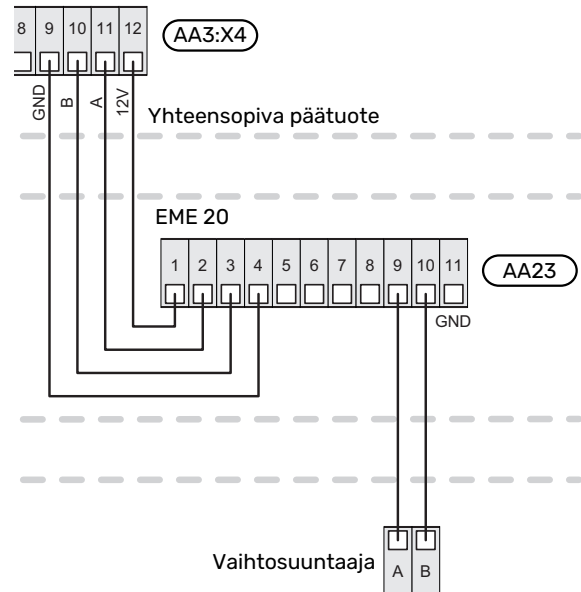 8 9 10 11 12
AA3:X4
GND B A 12V
Yhteensopiva päätuote
EME 20
1 2 3 4 5 6 7 8 9 10 11
AA23
GND
Vaihtosuuntaaja
A B